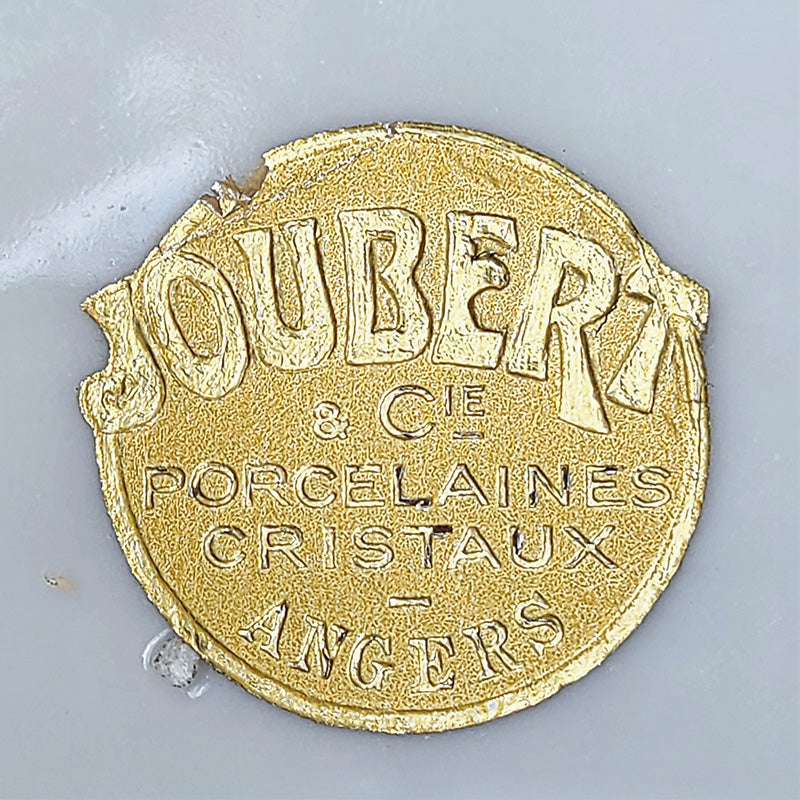 JOUBERT
& CIE
PORCELAINES
CRISTAUX
—
ANGERS